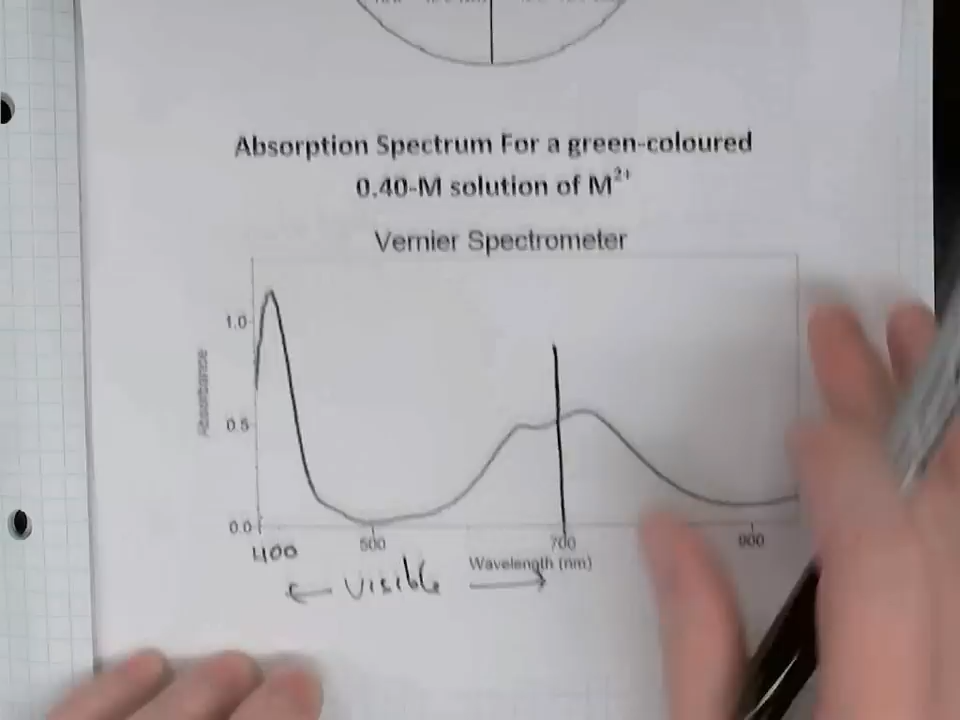 Absorption Spectrum For a green-coloured
0.40-M solution of M²⁺
Vernier Spectrometer
1.0
Absorbance
0.5
0.0
400
500
700
900
Wavelength (nm)
← visible →